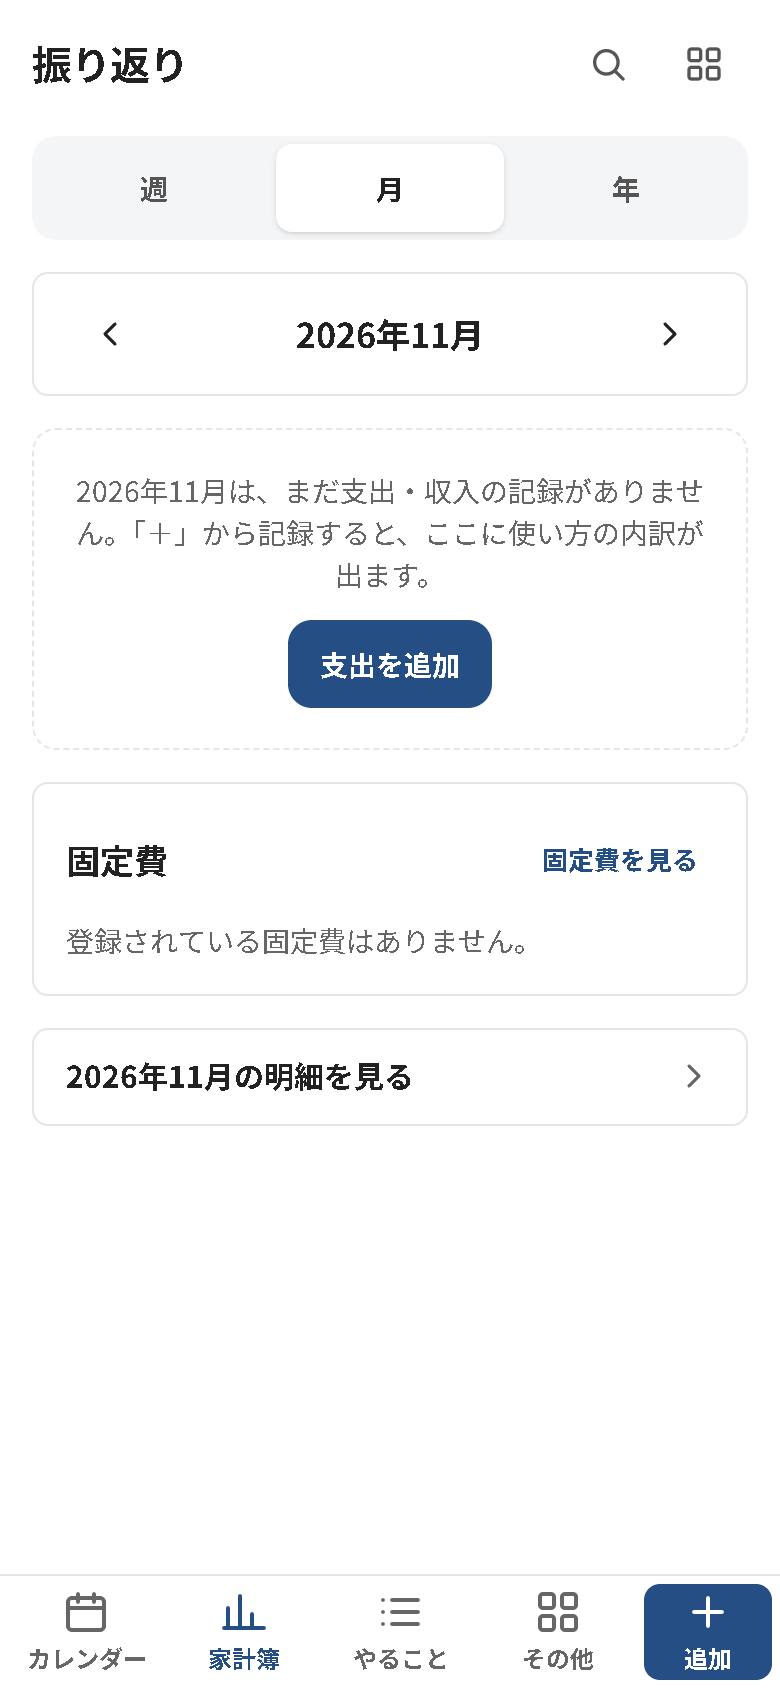 振り返り
週
月
年
2026年11月
2026年11月は、まだ支出・収入の記録がありませ
ん。「＋」から記録すると、ここに使い方の内訳が
出ます。
支出を追加
固定費
固定費を見る
登録されている固定費はありません。
2026年11月の明細を見る
カレンダー
家計簿
やること
その他
追加